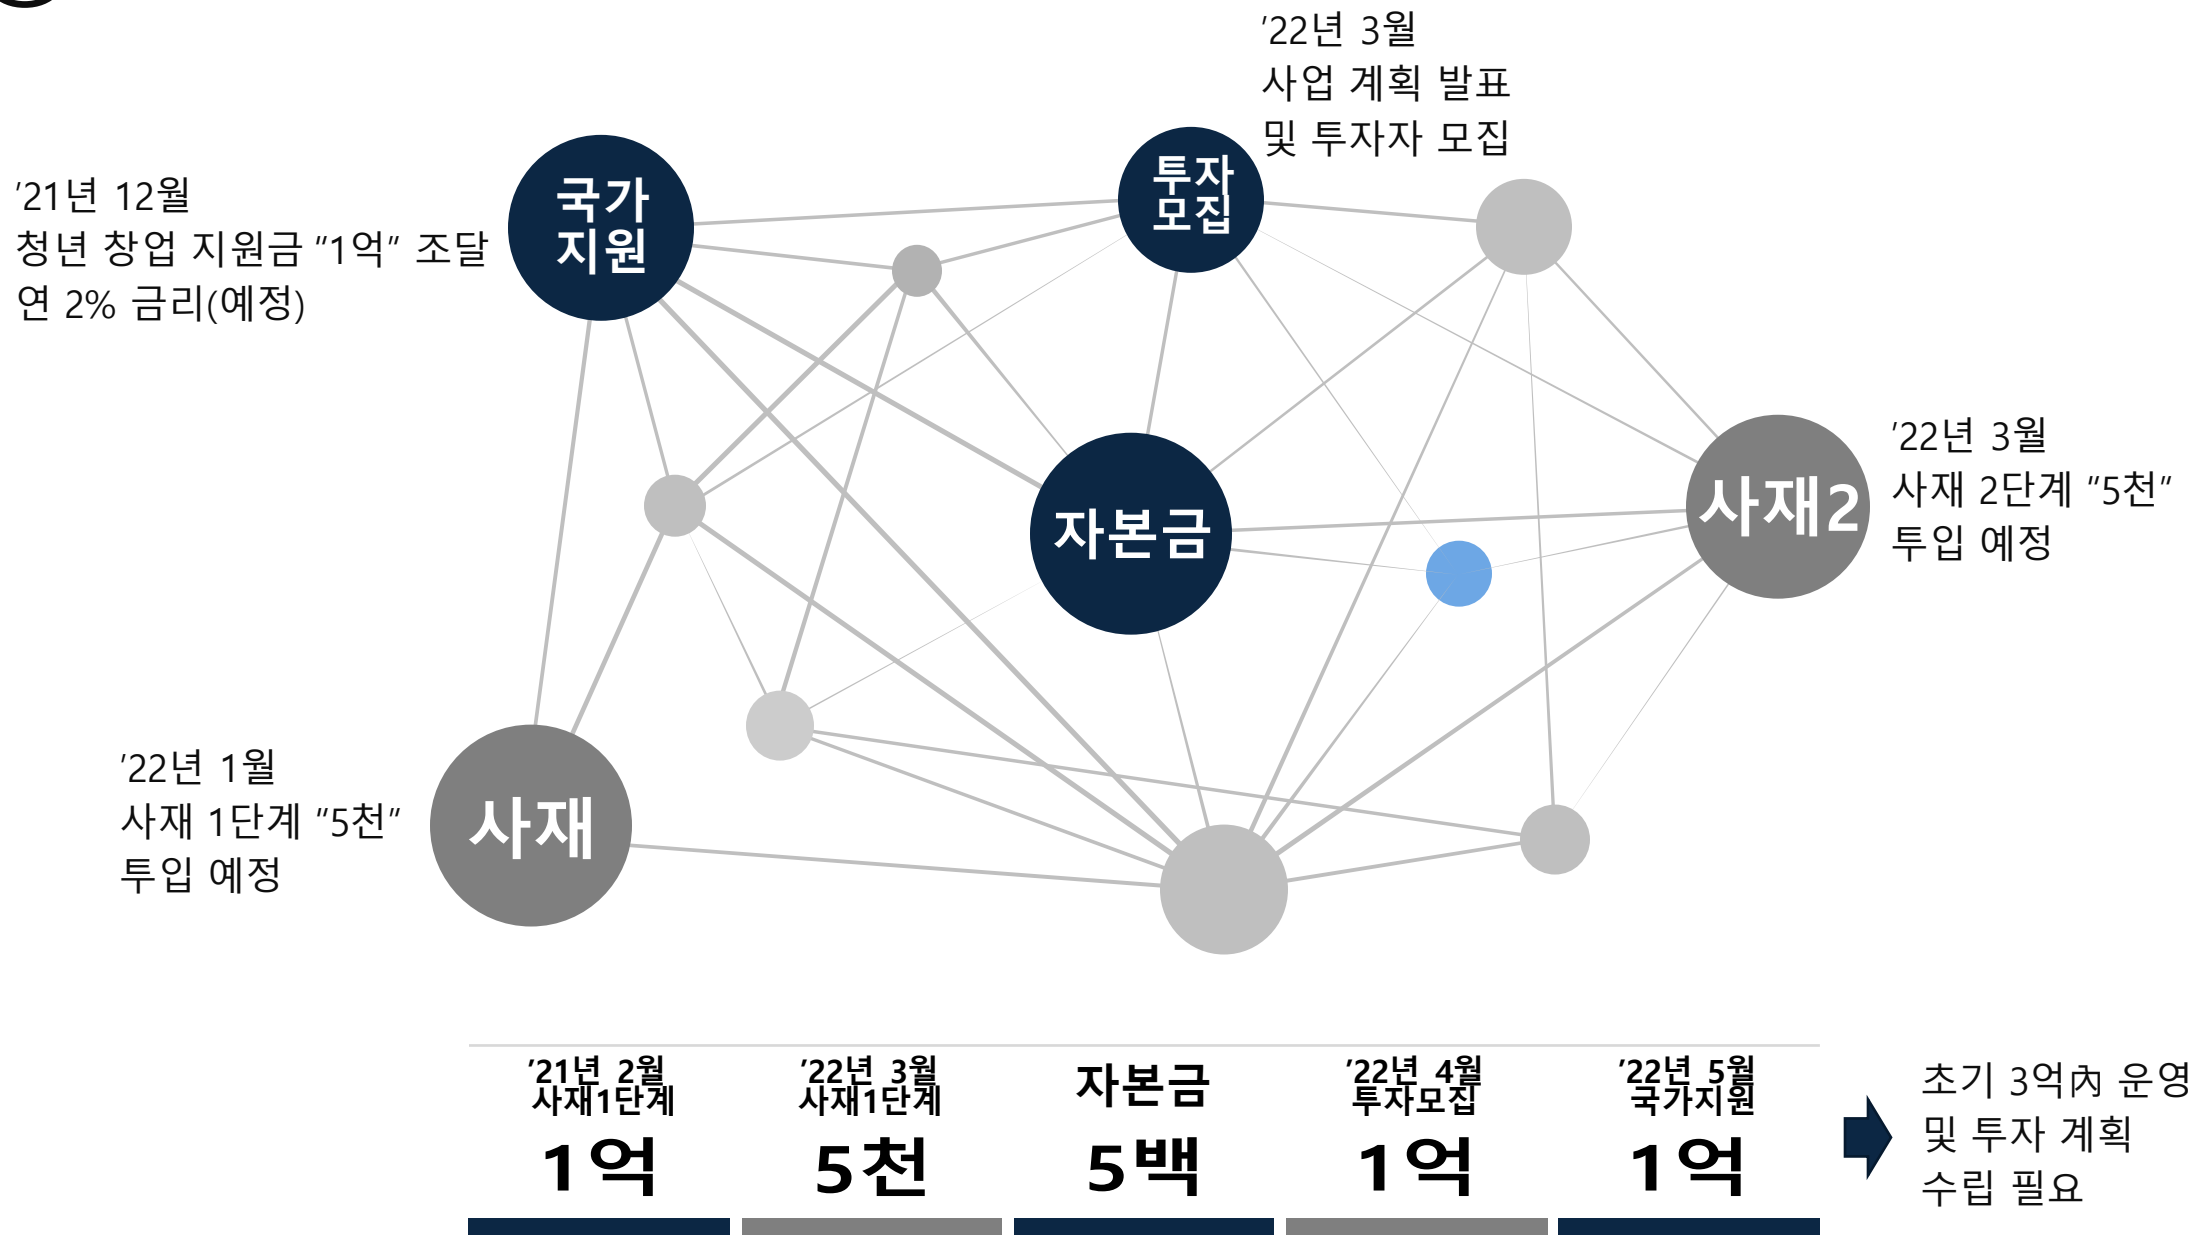 '22년 3월
사업 계획 발표
및 투자자 모집
국가
지원
투자
모집
'21년 12월
청년 창업 지원금 "1억" 조달
연 2% 금리(예정)
자본금
사재2
'22년 3월
사재 2단계 "5천"
투입 예정
'22년 1월
사재 1단계 "5천"
투입 예정
사재
'21년 2월
사재1단계
1억
'22년 3월
사재1단계
5천
자본금
5백
'22년 4월
투자모집
1억
'22년 5월
국가지원
1억
초기 3억內 운영
및 투자 계획
수립 필요